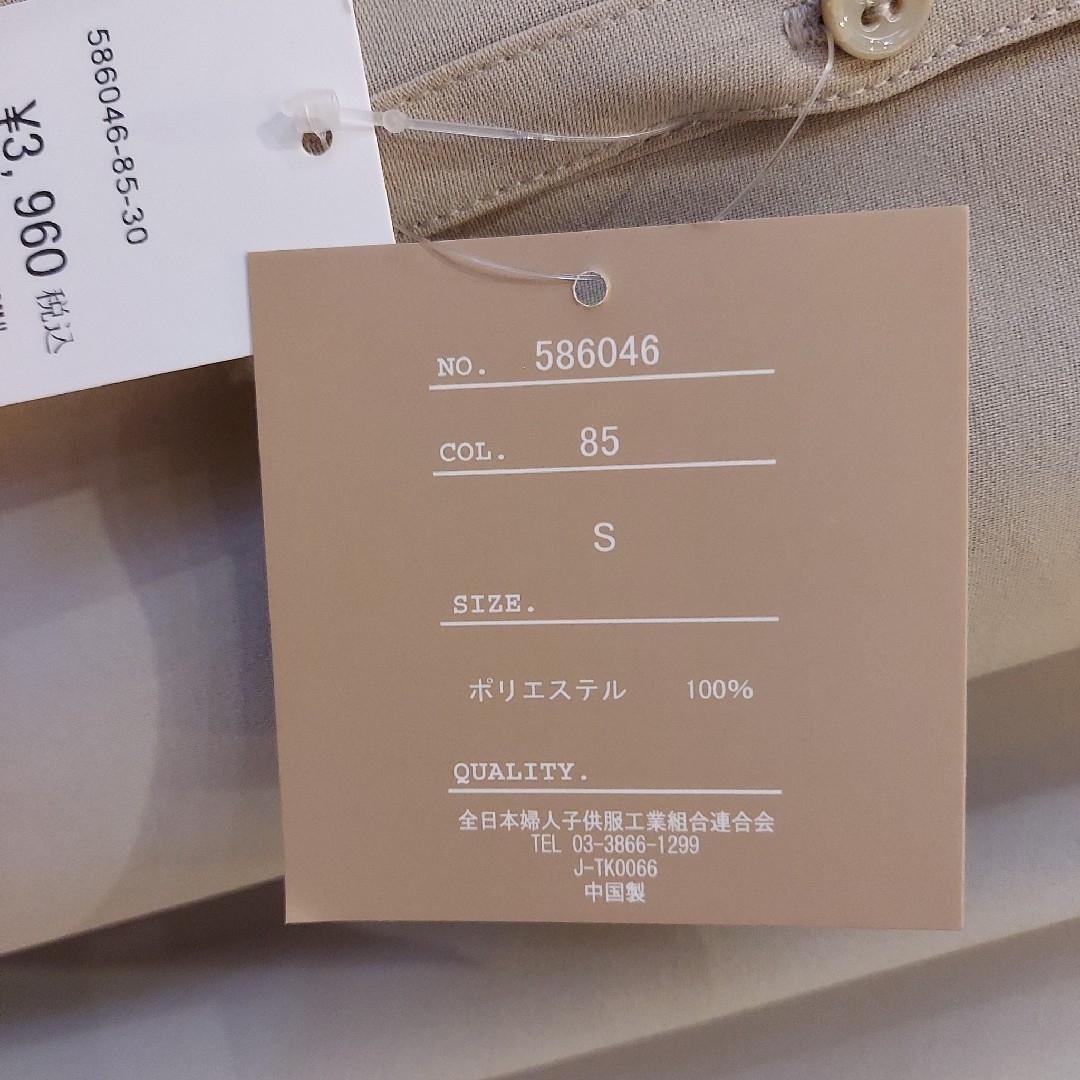 586046-85-30
¥3,960 税込
NO. 586046
COL. 85
S
SIZE.
ポリエステル 100%
QUALITY.
全日本婦人子供服工業組合連合会
TEL 03-3866-1299
J-TK0066
中国製